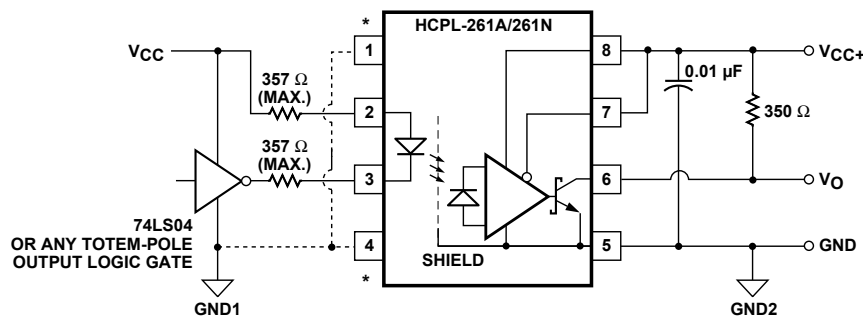 HCPL-261A/261N
*
1
8
VCC
VCC+
357 Ω
(MAX.)
0.01 µF
2
7
350 Ω
357 Ω
(MAX.)
3
6
VO
74LS04
OR ANY TOTEM-POLE
OUTPUT LOGIC GATE
4
5
GND
SHIELD
*
GND1
GND2